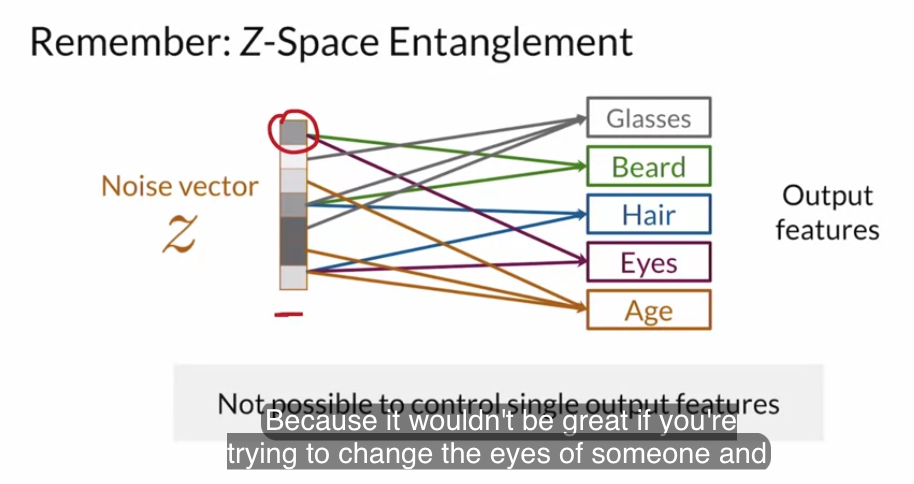 Remember: Z-Space Entanglement
Noise vector
z
Glasses
Beard
Hair
Eyes
Age
Output
features
Not possible to control single output features
Because it wouldn't be great if you're
trying to change the eyes of someone and